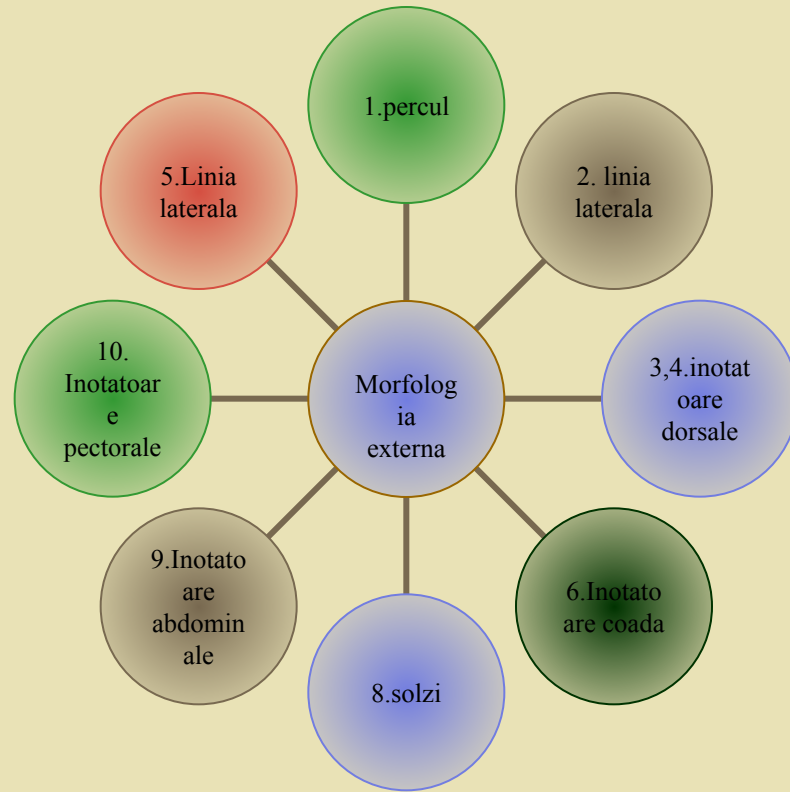 1.percul
2. linia
laterala
3,4.inotat
oare
dorsale
6.Inotato
are coada
8.solzi
9.Inotato
are
abdomin
ale
10.
Inotatoar
e
pectorale
5.Linia
laterala
Morfolog
ia
externa